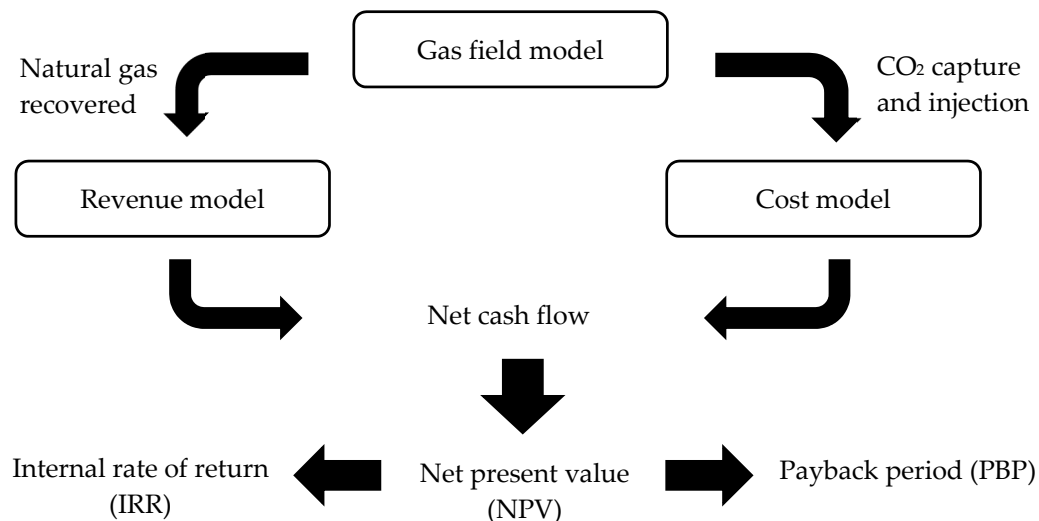 Gas field model
Natural gas
recovered
CO₂ capture
and injection
Revenue model
Cost model
Net cash flow
Internal rate of return
(IRR)
Net present value
(NPV)
Payback period (PBP)